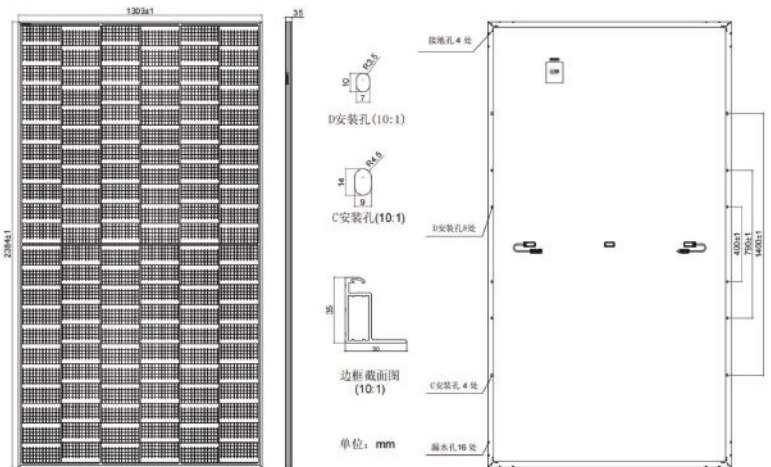 1303±1
35
2384±1
R3.5
10
7
D安装孔(10:1)
R4.5
14
9
C安装孔(10:1)
35
30
边框截面图
(10:1)
单位：mm
接地孔 4 处
D安装孔8处
C安装孔 4 处
漏水孔16 处
400±1
790±1
1400±1